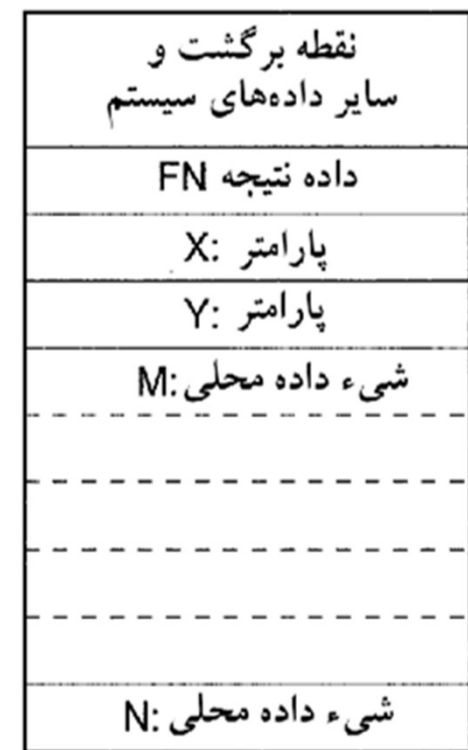 نقطه برگشت و
سایر داده‌های سیستم
داده نتیجه FN
پارامتر :X
پارامتر :Y
شیء داده محلی :M
شیء داده محلی :N